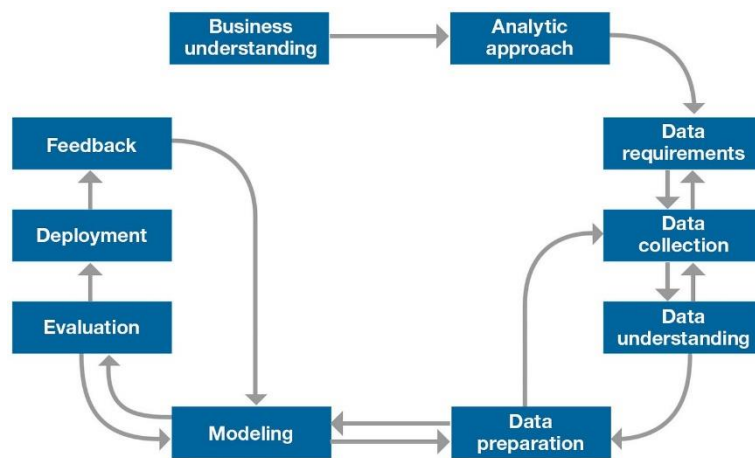 Business
understanding
Analytic
approach
Data
requirements
Data
collection
Data
understanding
Data
preparation
Modeling
Evaluation
Deployment
Feedback